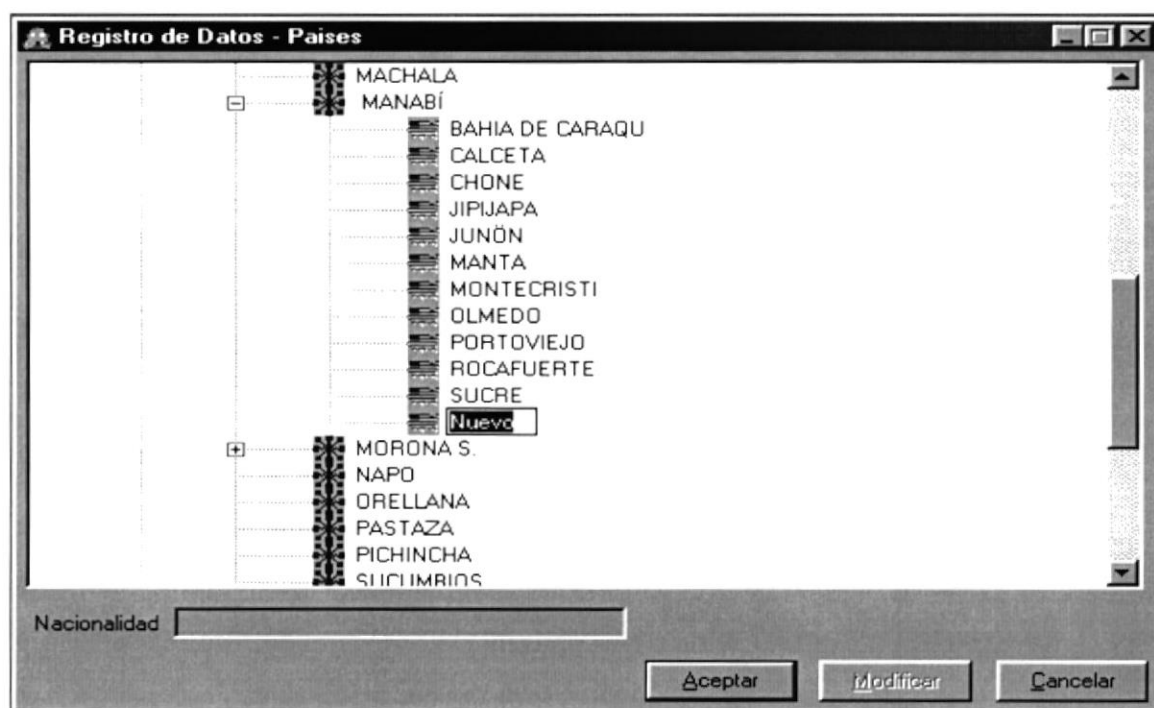 Registro de Datos - Paises
MACHALA
MANABÍ
BAHIA DE CARAQU
CALCETA
CHONE
JIPIJAPA
JUNÖN
MANTA
MONTECRISTI
OLMEDO
PORTOVIEJO
ROCAFUERTE
SUCRE
Nuevo
MORONA S.
NAPO
ORELLANA
PASTAZA
PICHINCHA
SUCUMBIOS
Nacionalidad
Aceptar Modificar Cancelar